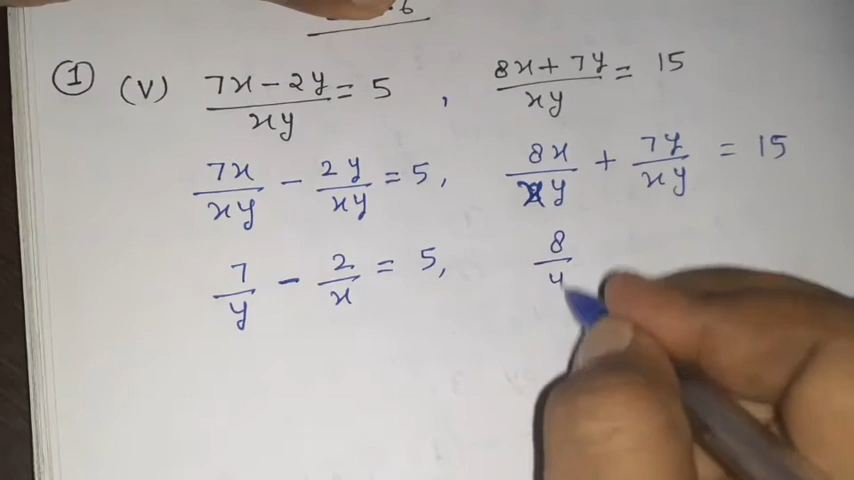 ① (V) 7x - 2y / xy = 5 , 8x + 7y / xy = 15
7x / xy - 2y / xy = 5 , 8x / xy + 7y / xy = 15
7 / y - 2 / x = 5 , 8 / y